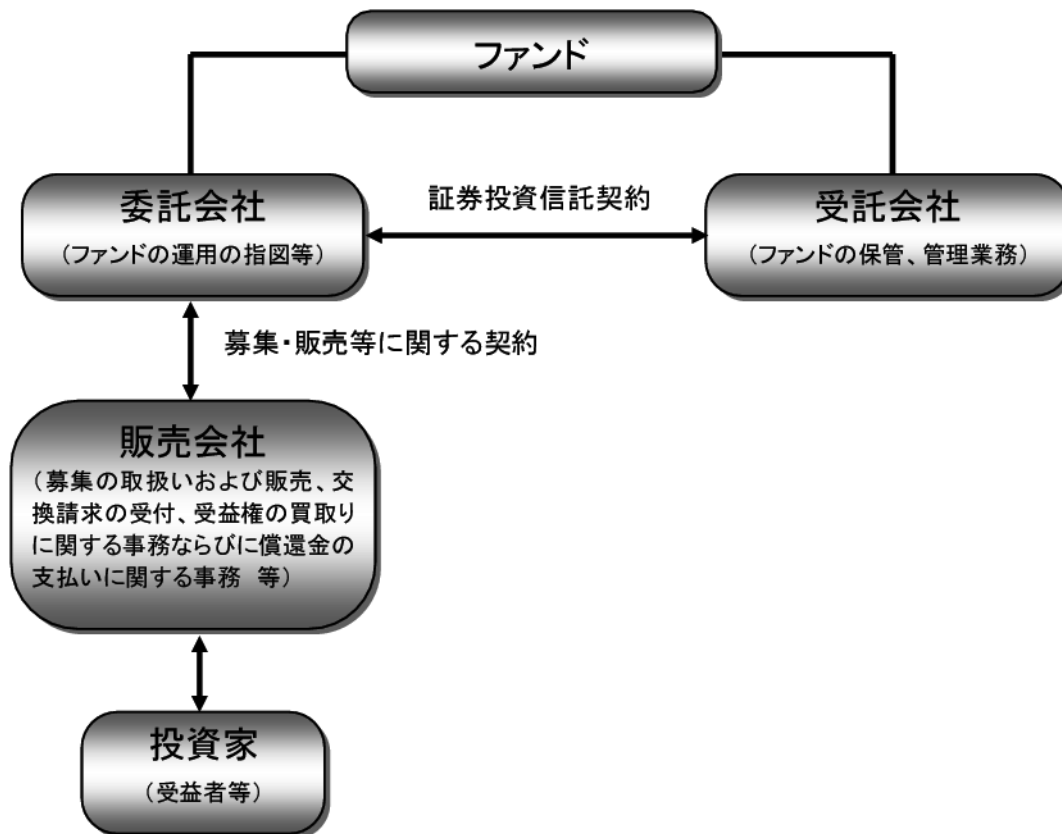 ファンド
委託会社
(ファンドの運用の指図等)
証券投資信託契約
受託会社
(ファンドの保管、管理業務)
募集・販売等に関する契約
販売会社
(募集の取扱いおよび販売、交
換請求の受付、受益権の買取り
に関する事務ならびに償還金の
支払いに関する事務 等)
投資家
(受益者等)